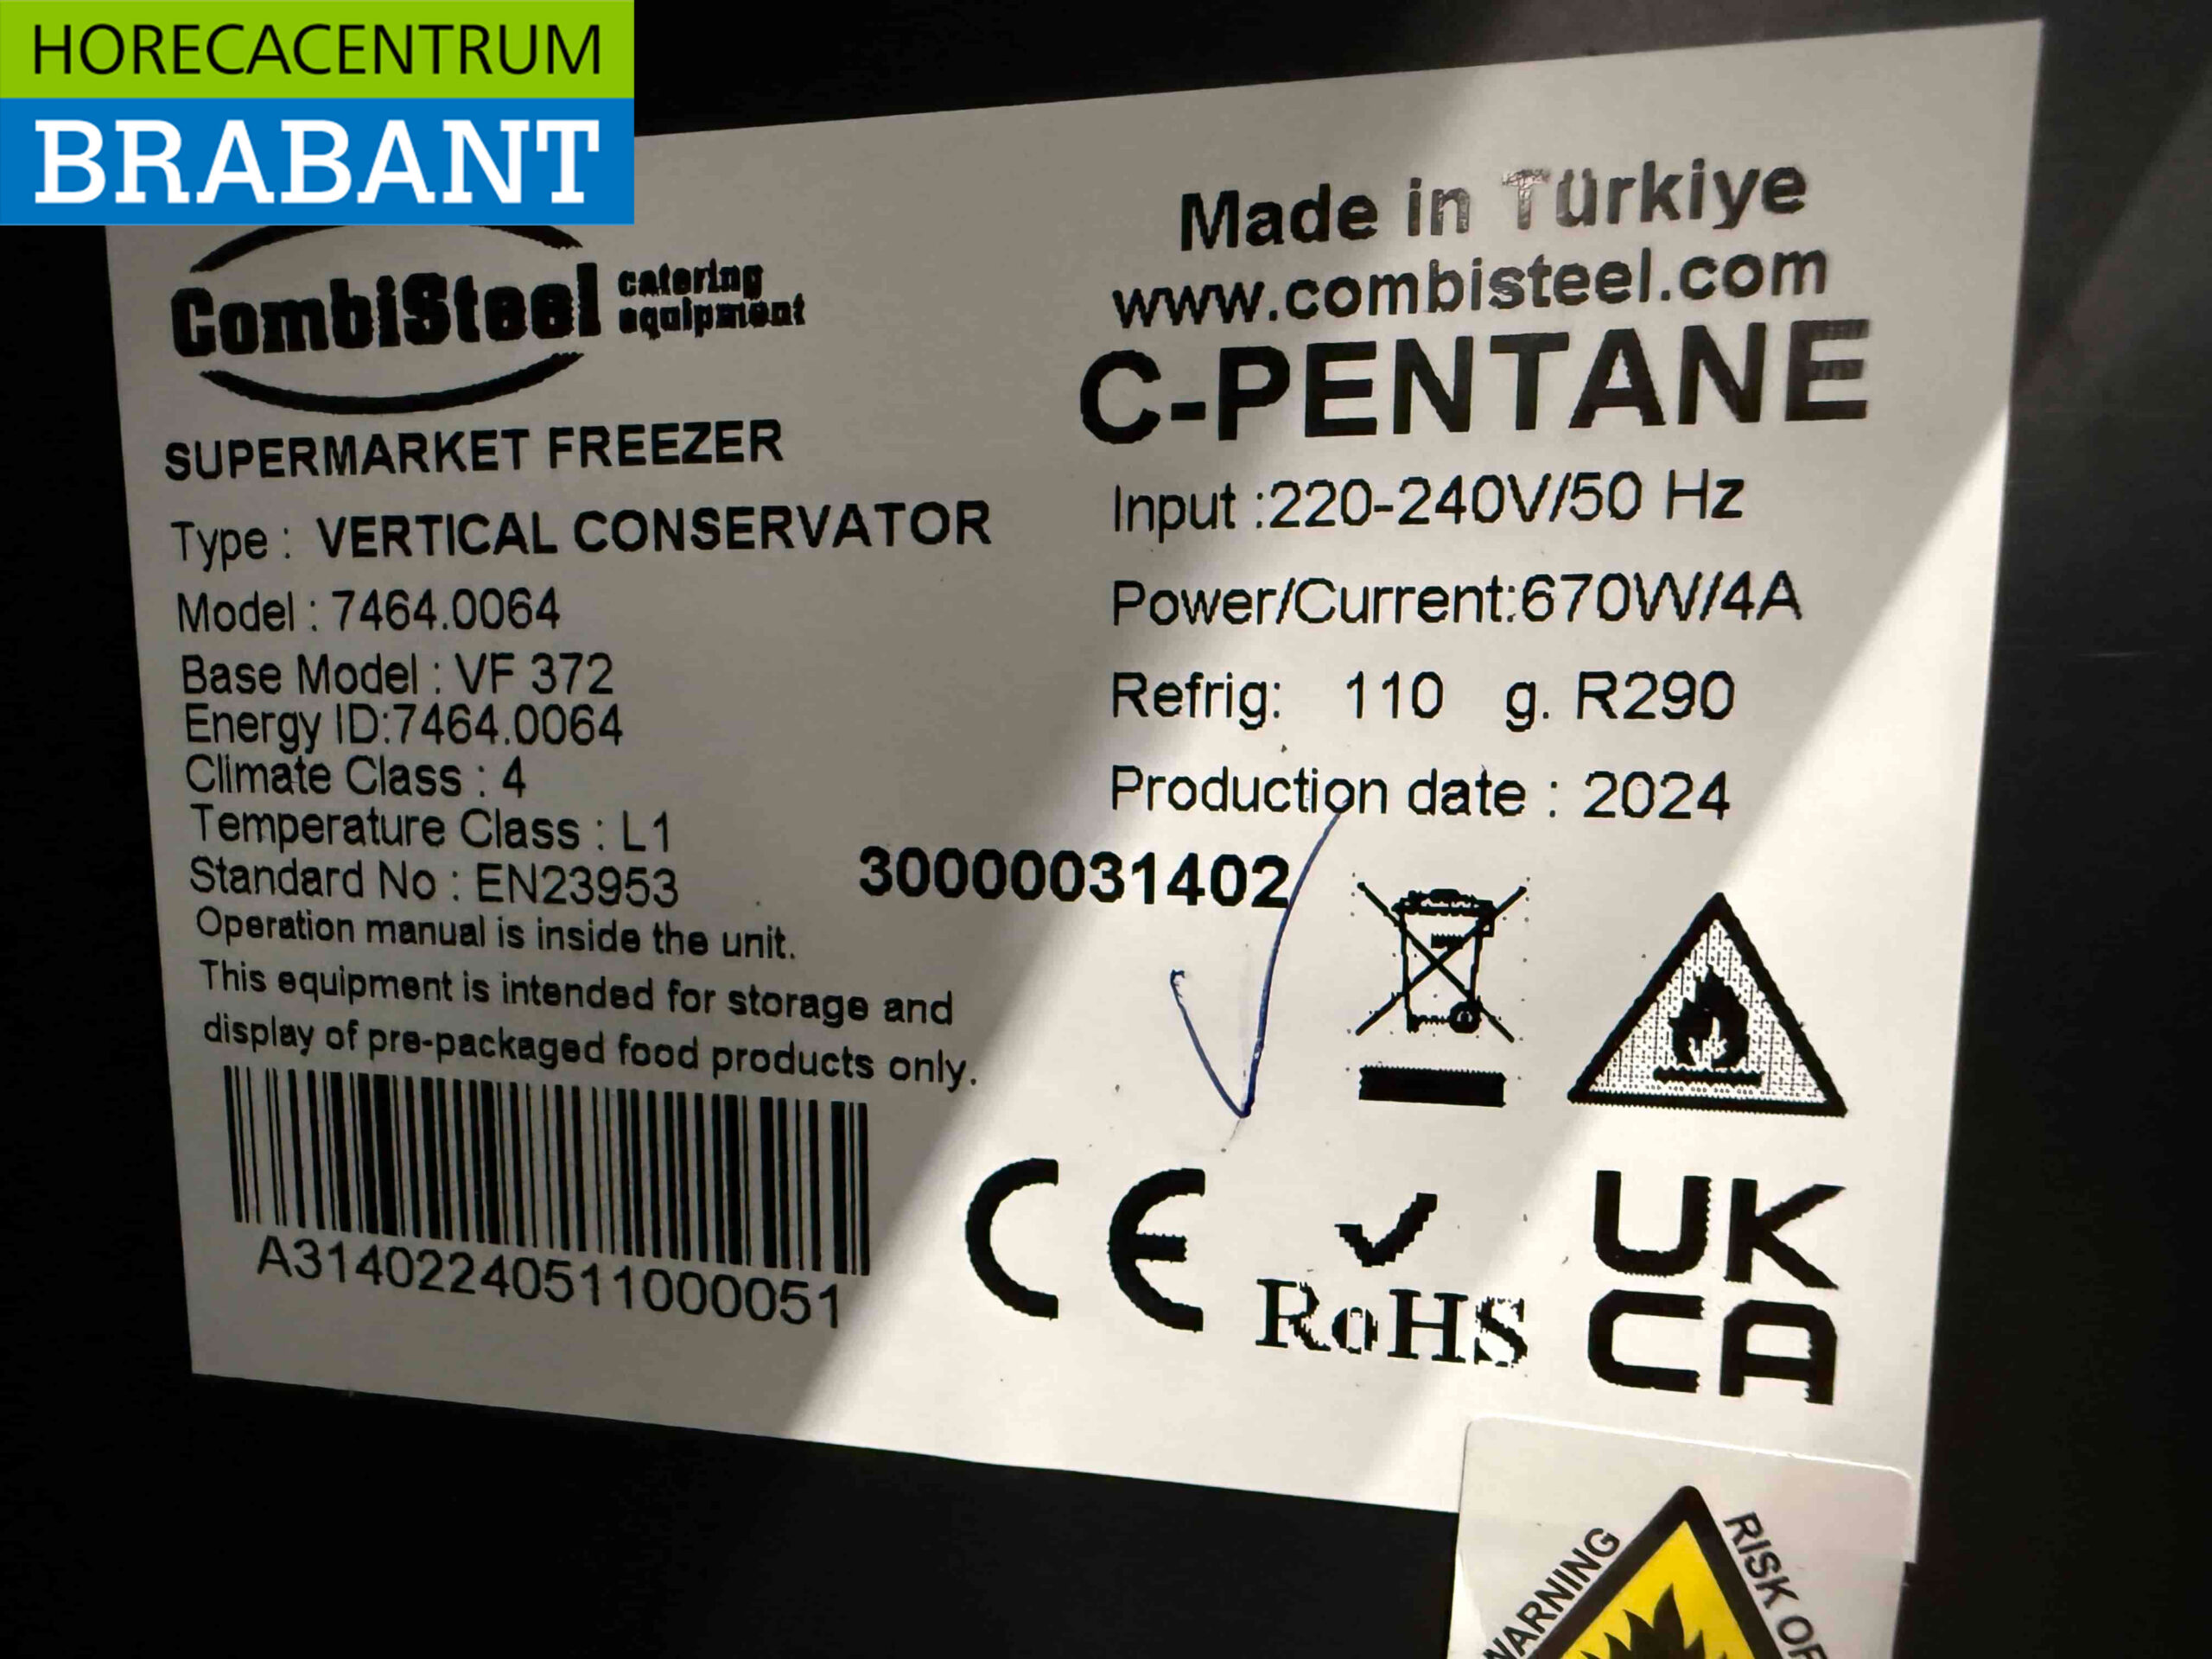 HORECACENTRUM
BRABANT
CombiSteel catering equipment
SUPERMARKET FREEZER
Type : VERTICAL CONSERVATOR
Model : 7464.0064
Base Model : VF 372
Energy ID:7464.0064
Climate Class : 4
Temperature Class : L1
Standard No : EN23953
Operation manual is inside the unit.
This equipment is intended for storage and
display of pre-packaged food products only.
A31402240511000051
Made in Türkiye
www.combisteel.com
C-PENTANE
Input :220-240V/50 Hz
Power/Current:670W/4A
Refrig: 110 g. R290
Production date : 2024
30000031402
CE
RoHS
UK
CA
WARNING
RISK OF